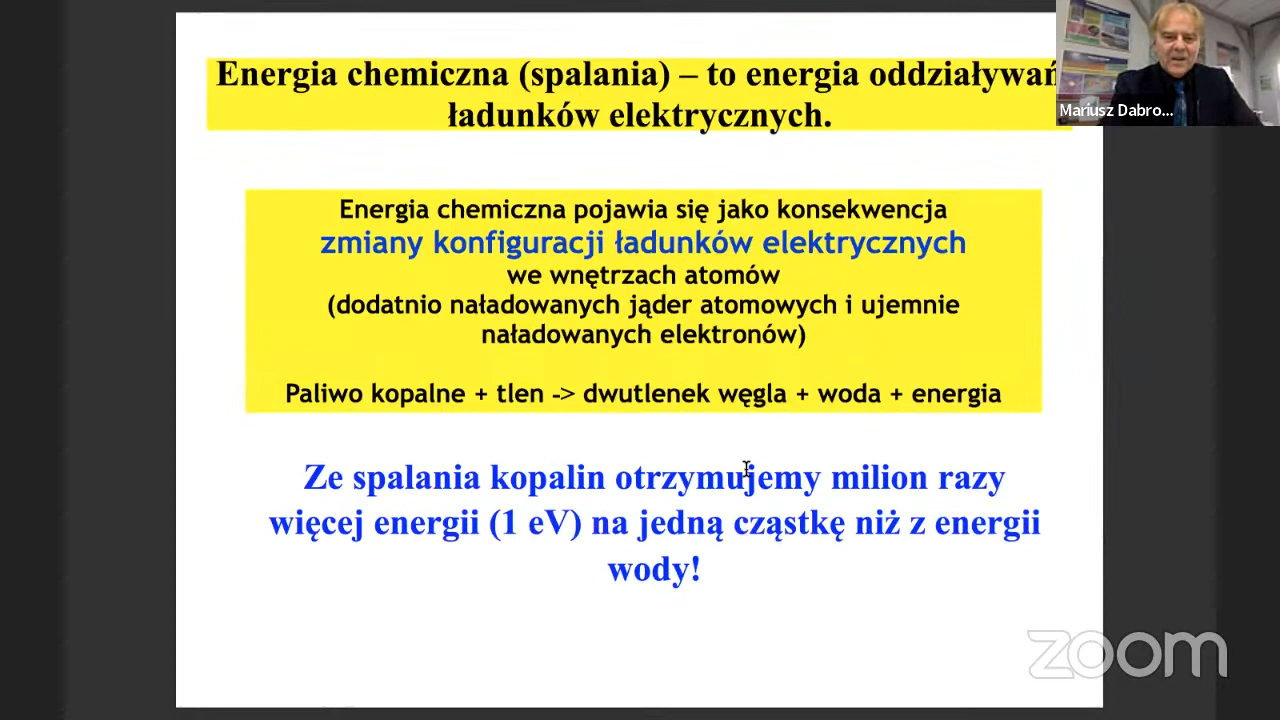 Energia chemiczna (spalania) – to energia oddziaływań
ładunków elektrycznych.
Mariusz Dabro...
Energia chemiczna pojawia się jako konsekwencja
zmiany konfiguracji ładunków elektrycznych
we wnętrzach atomów
(dodatnio naładowanych jąder atomowych i ujemnie
naładowanych elektronów)
Paliwo kopalne + tlen -> dwutlenek węgla + woda + energia
Ze spalania kopalin otrzymujemy milion razy
więcej energii (1 eV) na jedną cząstkę niż z energii
wody!
zoom